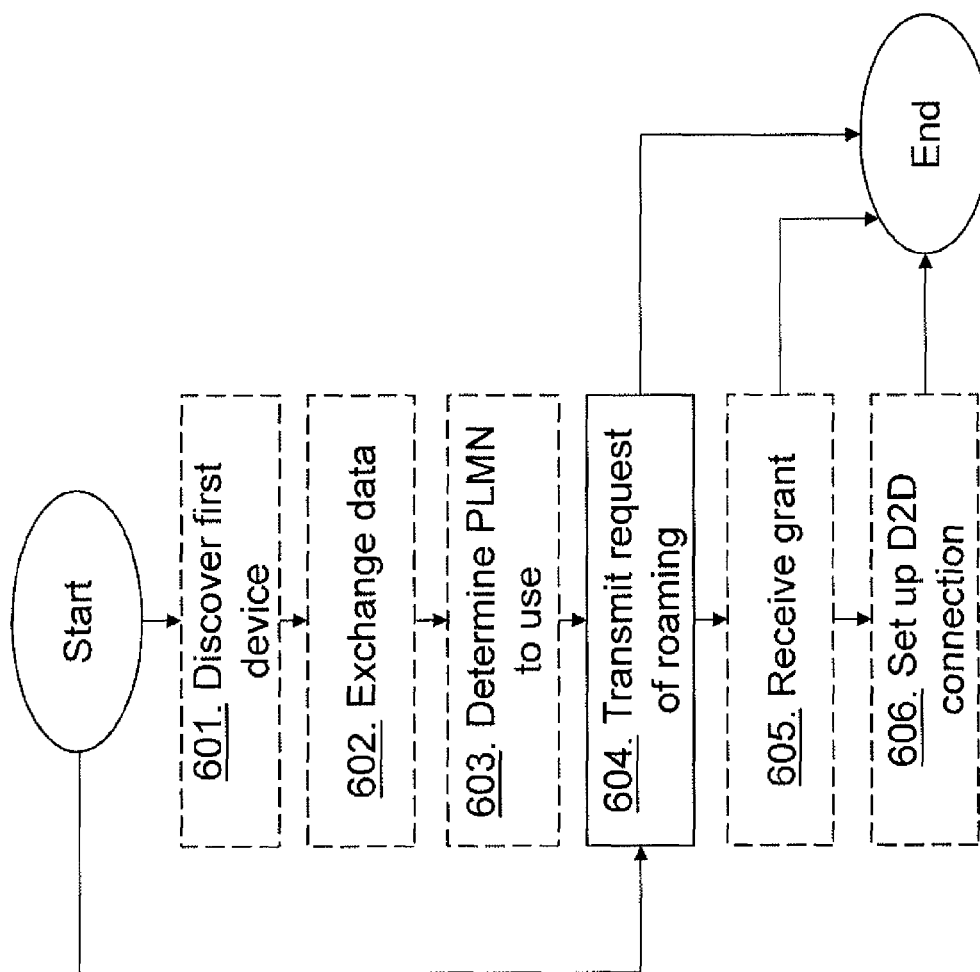 Start
601. Discover first
device
602. Exchange data
603. Determine PLMN
to use
604. Transmit request
of roaming
605. Receive grant
606. Set up D2D
connection
End